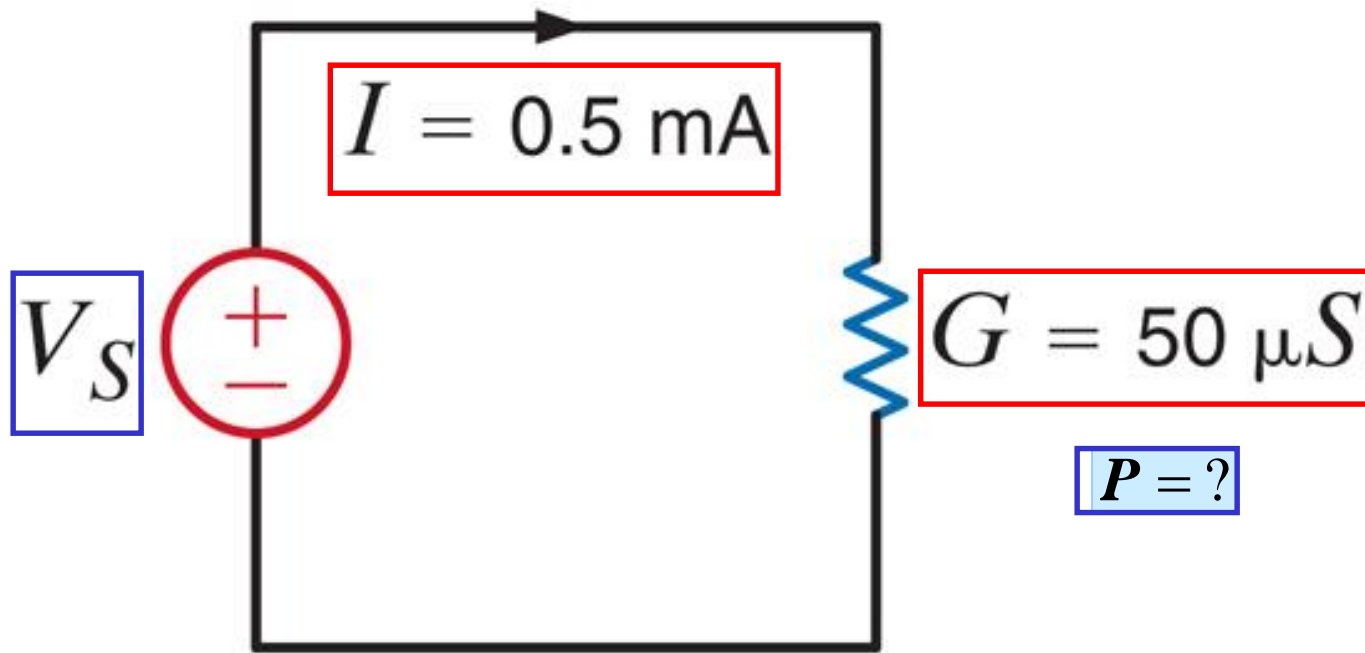 I = 0.5 mA
+
−
V_S
G = 50 μS
P = ?